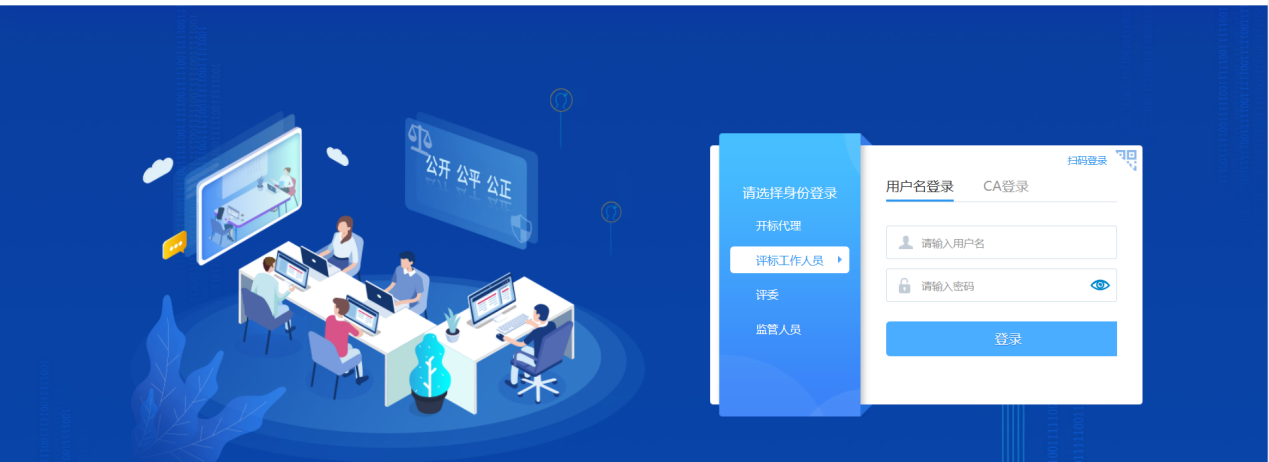 公开 公平 公正
请选择身份登录
开标代理
评标工作人员
评委
监管人员
扫码登录
用户名登录 CA登录
请输入用户名
请输入密码
登录